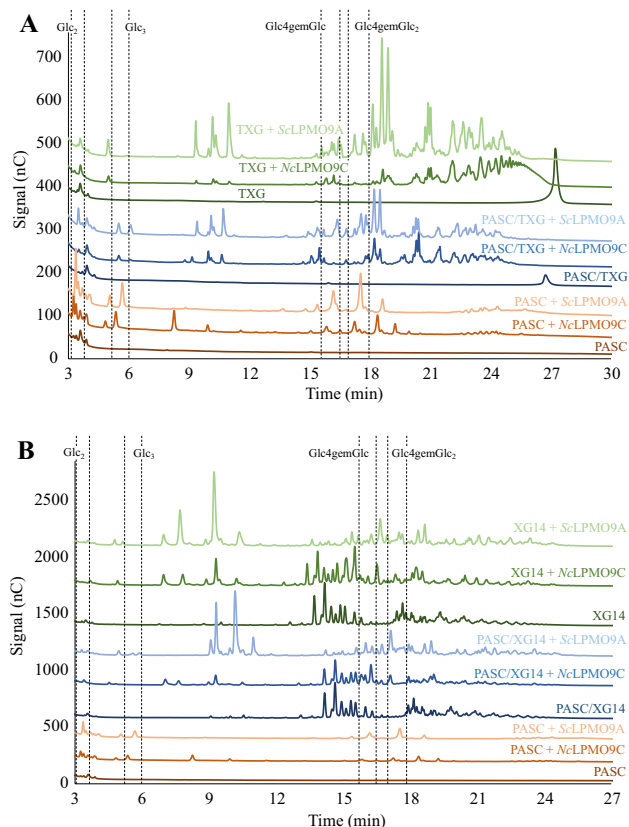 A
Glc₂
Glc₃
Glc4gemGlc
Glc4gemGlc₂
700
600
500
400
300
200
100
0
Signal (nC)
TXG + ScLPMO9A
TXG + NcLPMO9C
TXG
PASC/TXG + ScLPMO9A
PASC/TXG + NcLPMO9C
PASC/TXG
PASC + ScLPMO9A
PASC + NcLPMO9C
PASC
3 6 9 12 15 18 21 24 27 30
Time (min)
B
Glc₂
Glc₃
Glc4gemGlc
Glc4gemGlc₂
2500
2000
1500
1000
500
0
Signal (nC)
XG14 + ScLPMO9A
XG14 + NcLPMO9C
XG14
PASC/XG14 + ScLPMO9A
PASC/XG14 + NcLPMO9C
PASC/XG14
PASC + ScLPMO9A
PASC + NcLPMO9C
PASC
3 6 9 12 15 18 21 24 27
Time (min)